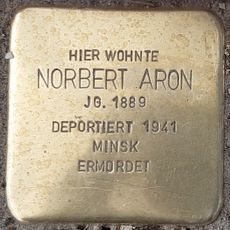 HIER WOHNTE
NORBERT ARON
JG. 1889
DEPORTIERT 1941
MINSK
ERMORDET